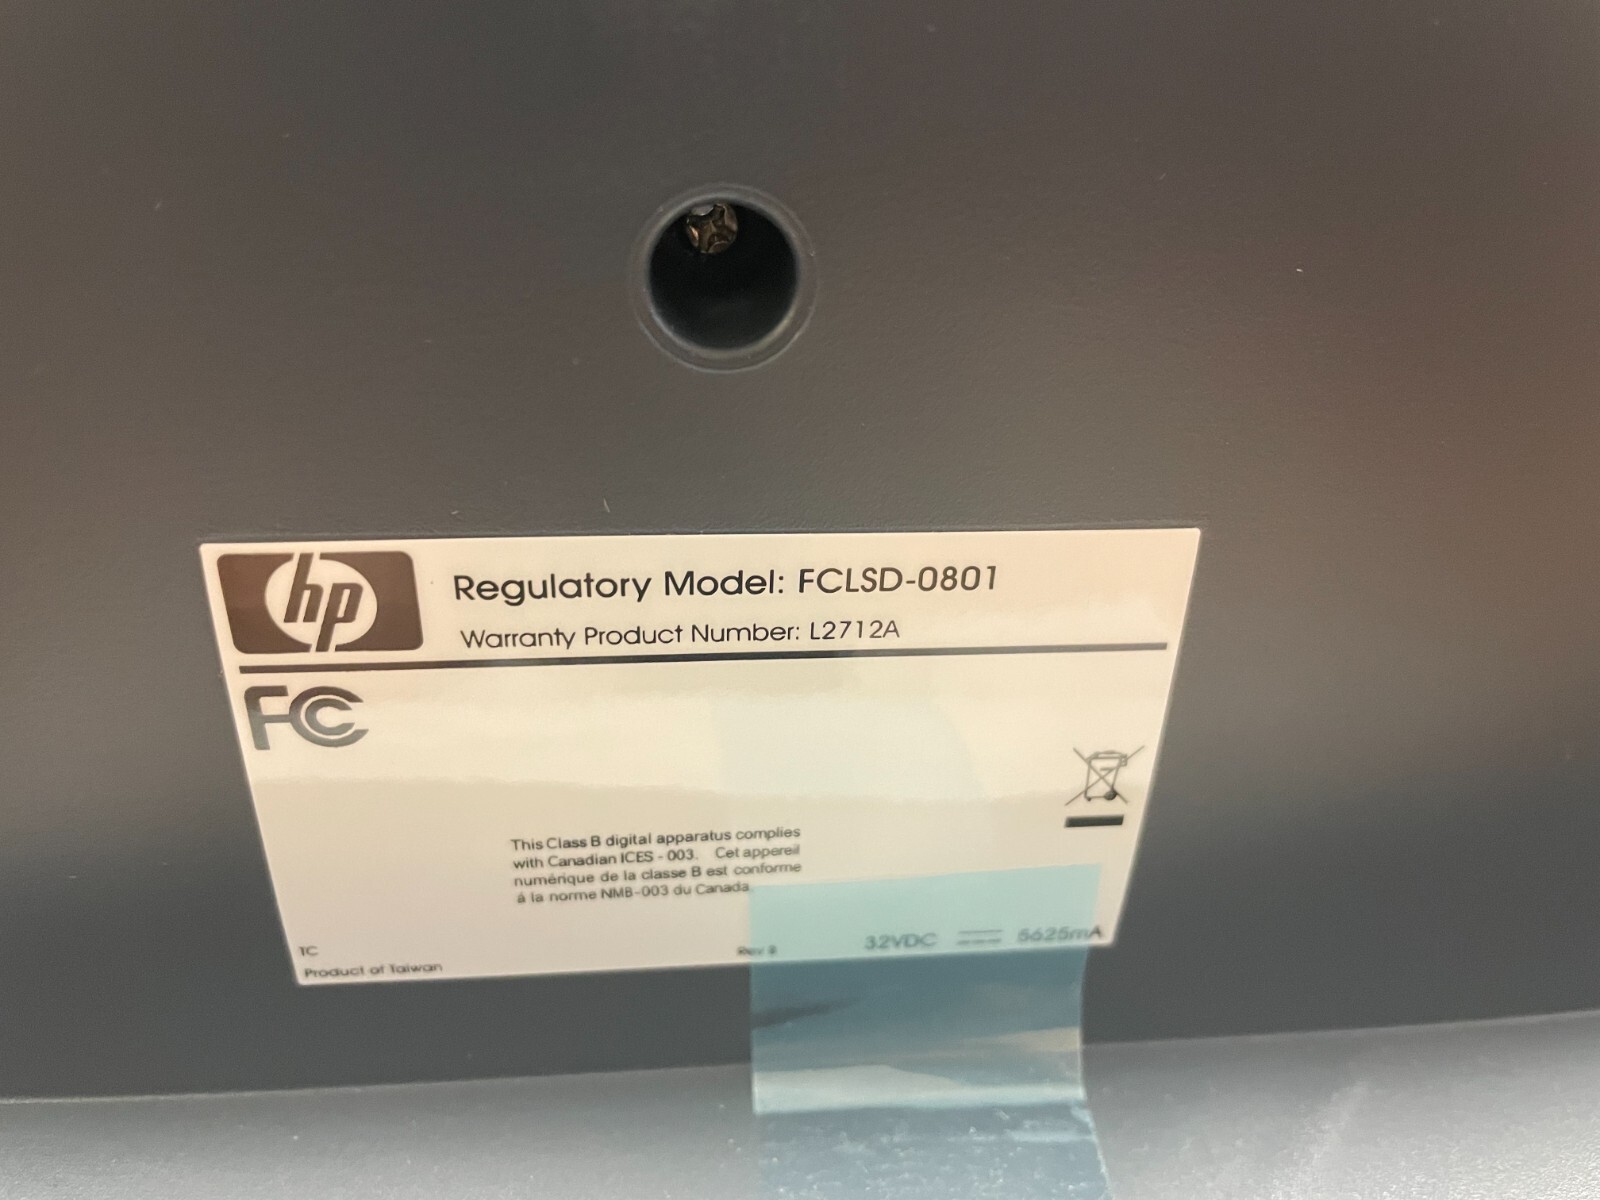 hp
Regulatory Model: FCLSD-0801
Warranty Product Number: L2712A
FC
This Class B digital apparatus complies
with Canadian ICES - 003. Cet appereil
numérique de la classe B est conforme
à la norme NMB-003 du Canada.
TC
Rev B
32VDC 5625mA
Product of Taiwan